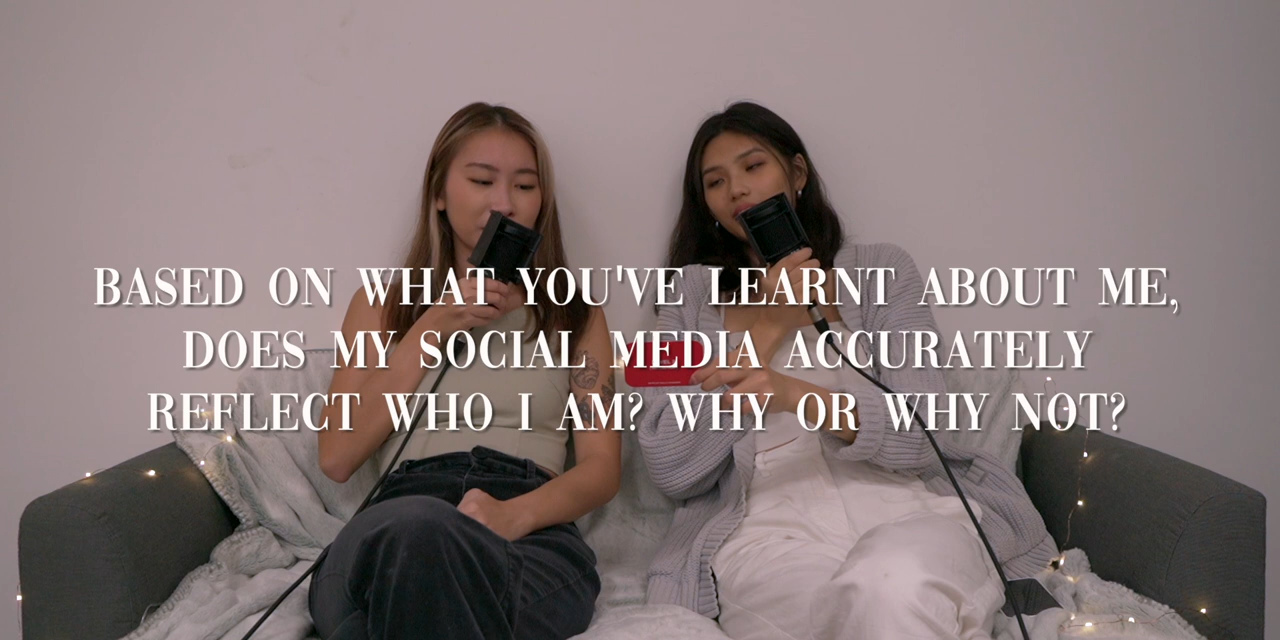 BASED ON WHAT YOU'VE LEARNT ABOUT ME,
DOES MY SOCIAL MEDIA ACCURATELY
REFLECT WHO I AM? WHY OR WHY NOT?